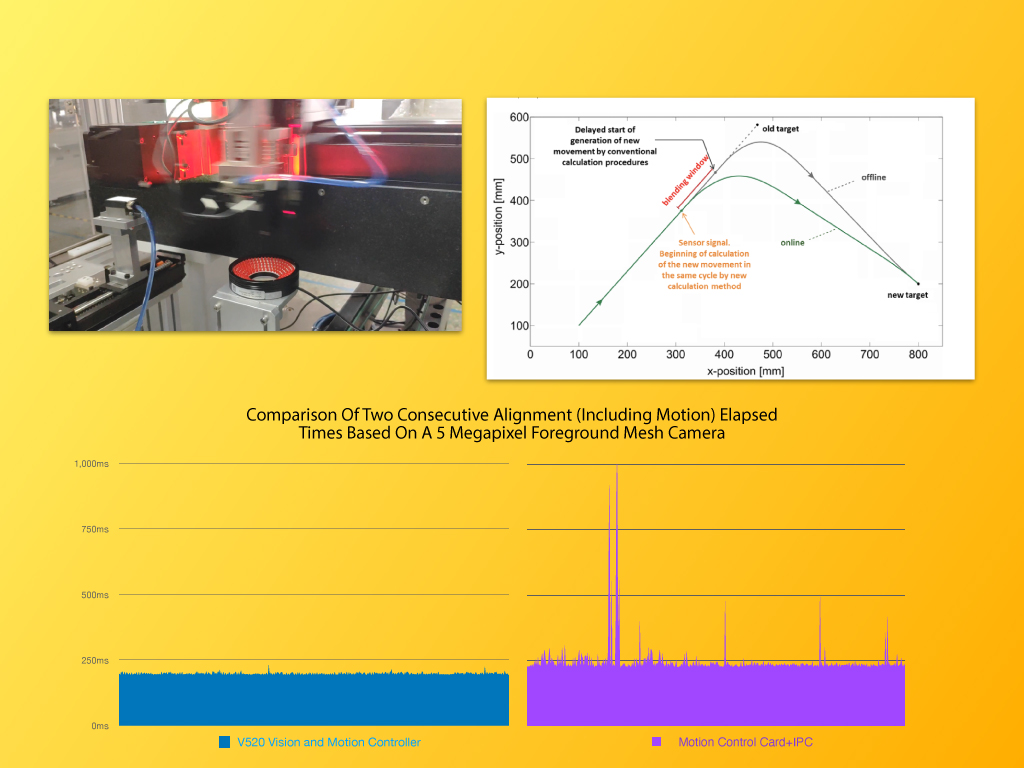 600
500
400
300
200
100
0
100
200
300
400
500
600
700
800
y-position [mm]
x-position [mm]
Delayed start of
generation of new
movement by conventional
calculation procedures
old target
blending window
offline
Sensor signal.
Beginning of calculation
of the new movement in
the same cycle by new
calculation method
online
new target
Comparison Of Two Consecutive Alignment (Including Motion) Elapsed
Times Based On A 5 Megapixel Foreground Mesh Camera
1,000ms
750ms
500ms
250ms
0ms
V520 Vision and Motion Controller
Motion Control Card+IPC